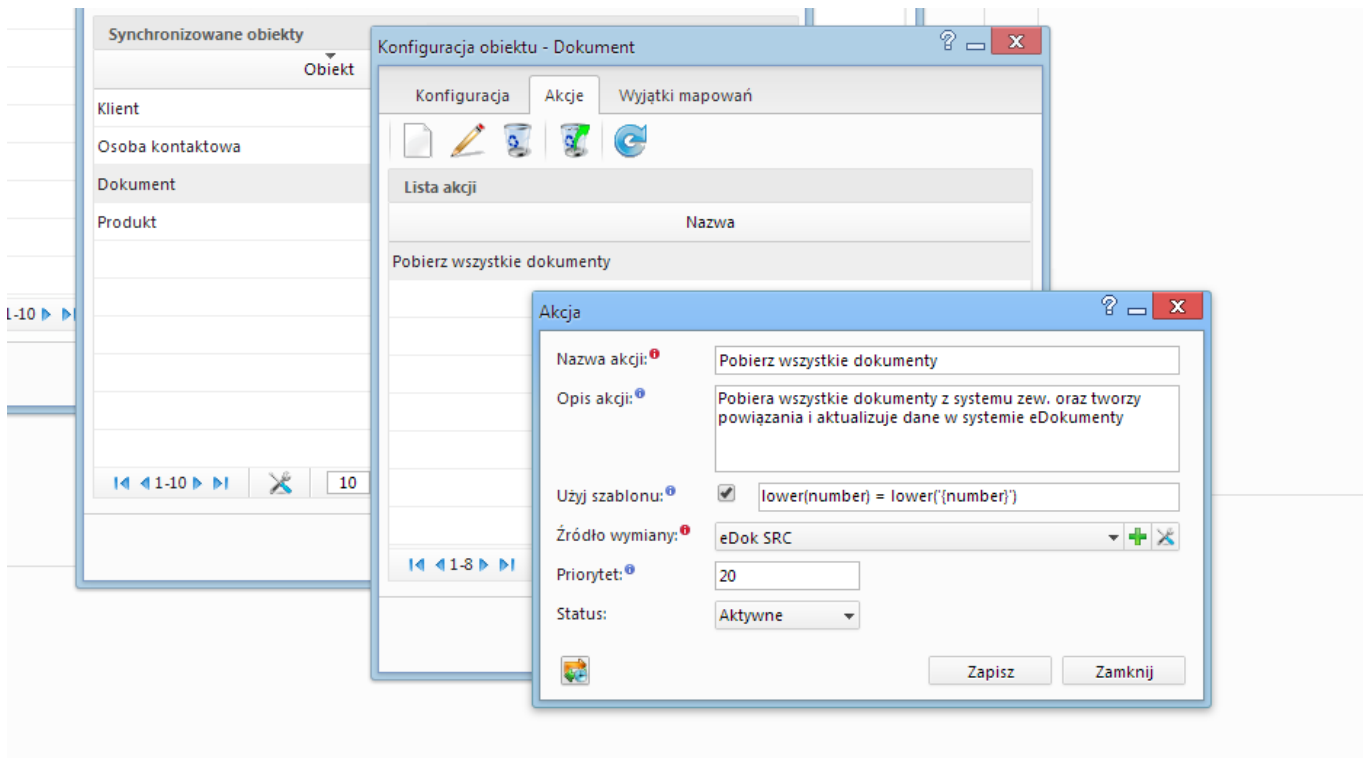 Synchronizowane obiekty
Obiekt
Klient
Osoba kontaktowa
Dokument
Produkt
1-10
1-10
10
Konfiguracja obiektu - Dokument
Konfiguracja
Akcje
Wyjątki mapowań
Lista akcji
Nazwa
Pobierz wszystkie dokumenty
1-8
Akcja
Nazwa akcji:
Pobierz wszystkie dokumenty
Opis akcji:
Pobiera wszystkie dokumenty z systemu zew. oraz tworzy
powiązania i aktualizuje dane w systemie eDokumenty
Użyj szablonu:
lower(number) = lower('{number}')
Źródło wymiany:
eDok SRC
Priorytet:
20
Status:
Aktywne
Zapisz
Zamknij